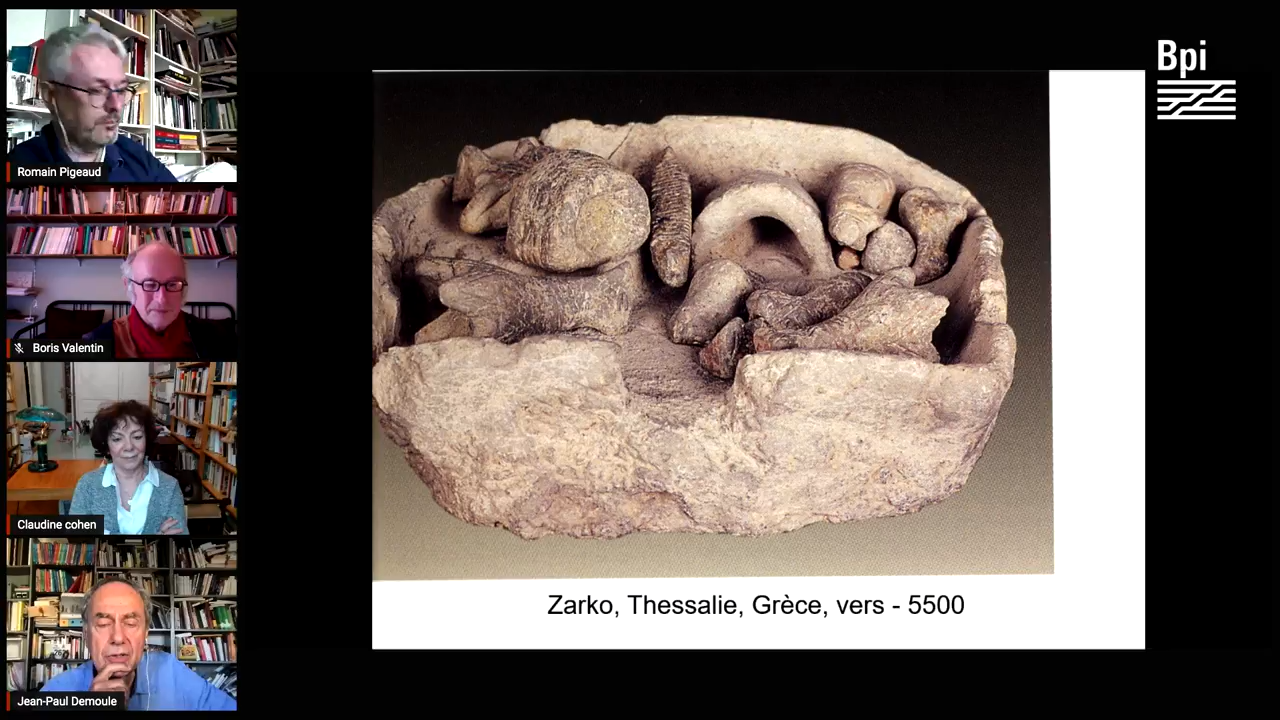 Romain Pigeaud
Boris Valentin
Claudine cohen
Jean-Paul Demoule
Bpi
Zarko, Thessalie, Grèce, vers - 5500